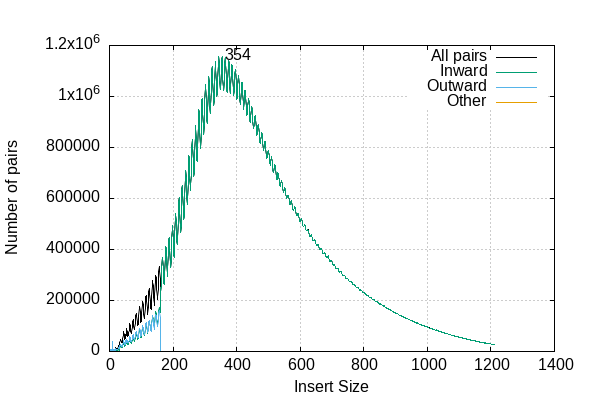 1.2x10^6
1x10^6
800000
600000
400000
200000
0
Number of pairs
354
All pairs
Inward
Outward
Other
0 200 400 600 800 1000 1200 1400
Insert Size